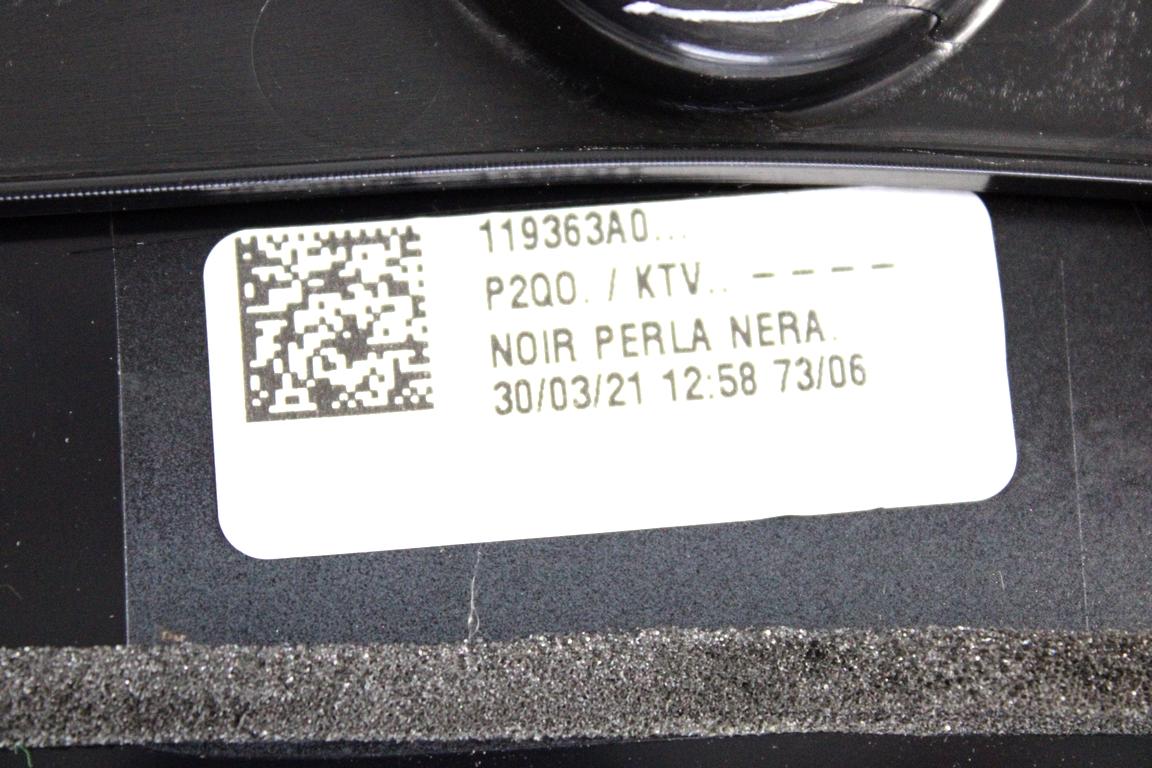 119363A0...
P2QO. / KTV.. ----
NOIR PERLA NERA.
30/03/21 12:58 73/06